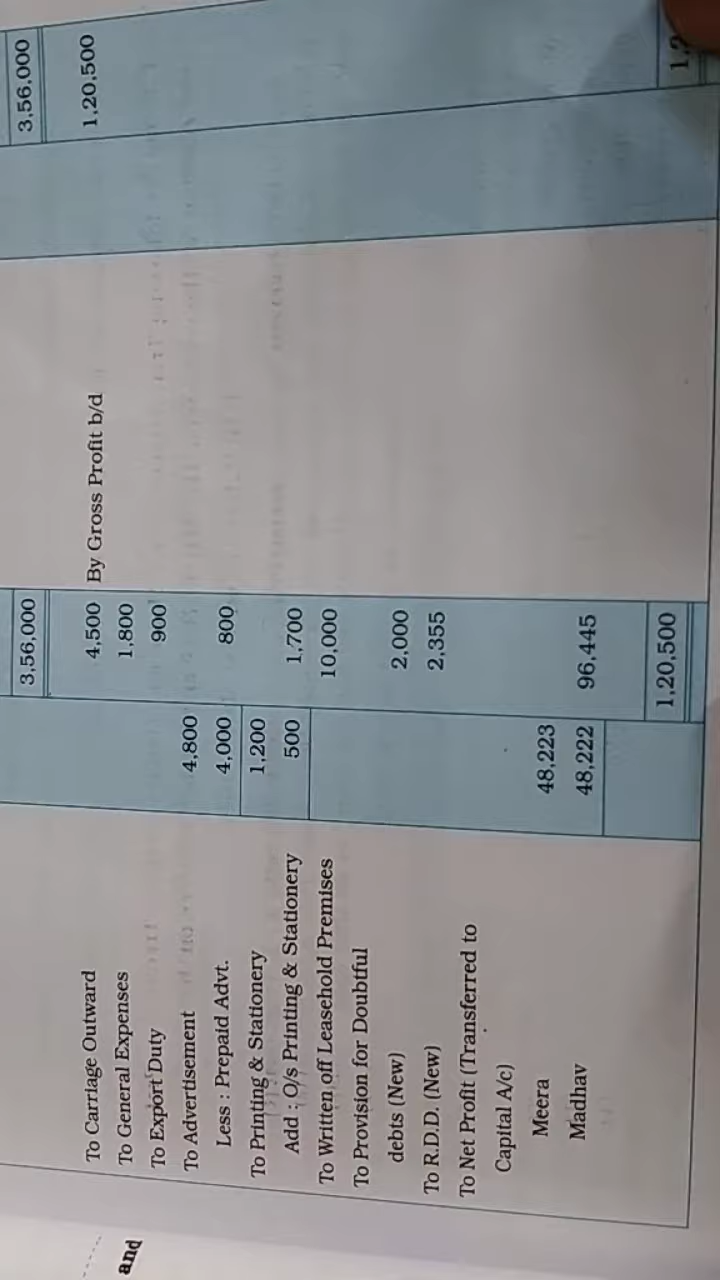 3,56,000 3,56,000
To Carriage Outward 4,500 By Gross Profit b/d 1,20,500
To General Expenses 1,800
To Export Duty 900
To Advertisement 4,800
Less : Prepaid Advt. 4,000 800
To Printing & Stationery 1,200
Add : O/s Printing & Stationery 500 1,700
To Written off Leasehold Premises 10,000
To Provision for Doubtful
debts (New) 2,000
To R.D.D. (New) 2,355
To Net Profit (Transferred to
Capital A/c)
Meera 48,223
Madhav 48,222 96,445
1,20,500
and